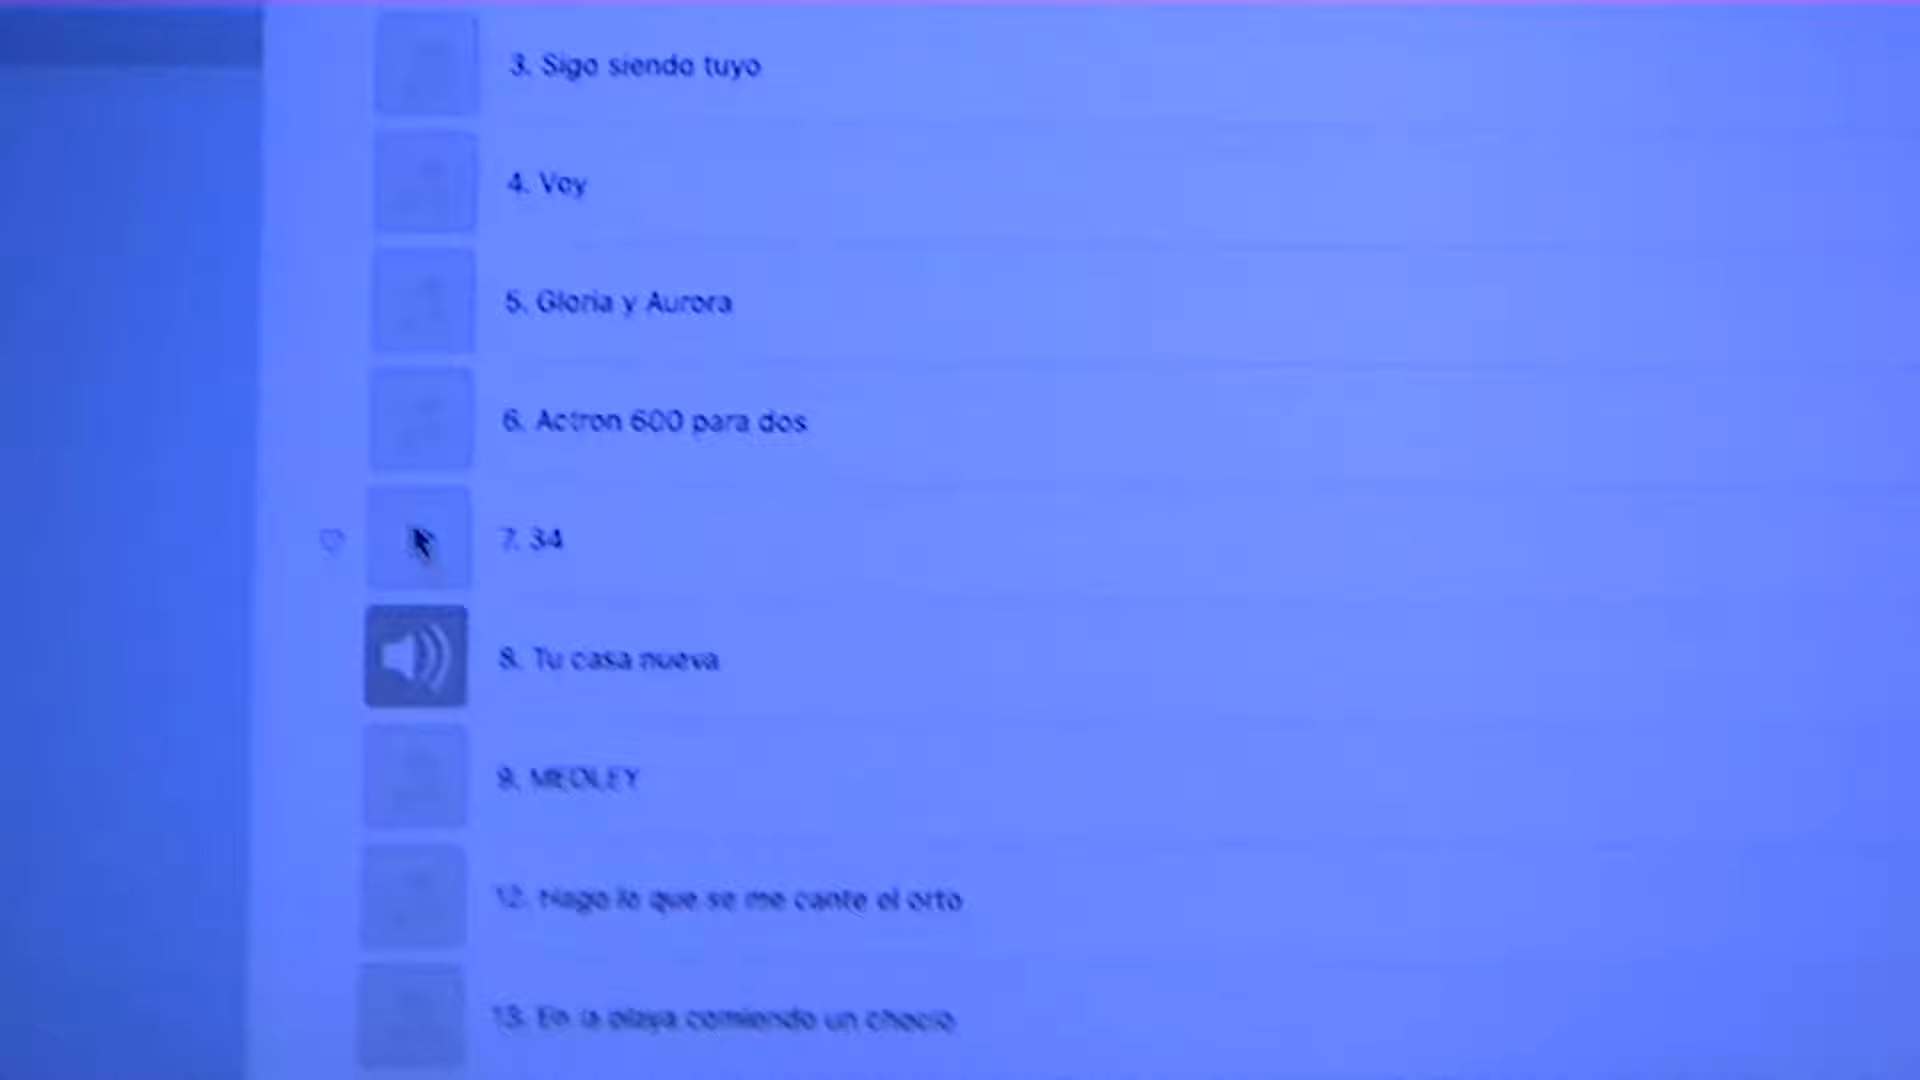 3. Sigo siendo tuyo
4. Voy
5. Gloria y Aurora
6. Actron 600 para dos
7. 34
8. Tu casa nueva
9. MEDLEY
12. Hago lo que se me cante el orto
13. En la playa comiendo un choclo